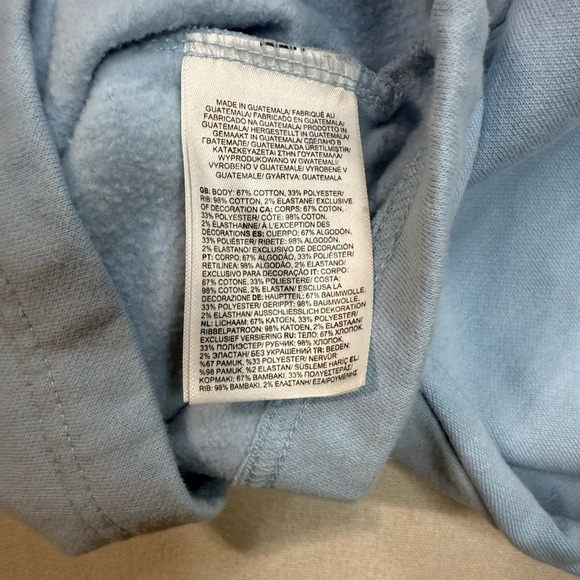 MADE IN GUATEMALA/ FABRIQUÉ AU
GUATEMALA/ FABRICADO EN GUATEMALA/
FABRICADO NA GUATEMALA/ PRODOTTO IN
GUATEMALA/ HERGESTELLT IN GUATEMALA/
GEMAAKT IN GUATEMALA/ СДЕЛАНО В
ГВАТЕМАЛЕ/ GUATEMALA'DA ÜRETILMISTIR/
ΚΑΤΑΣΚΕΥΑΖΕΤΑΙ ΣΤΗΝ ΓΟΥΑΤΕΜΑΛΑ/
WYPRODUKOWANO W GWATEMALI/
VYROBENO V GUATEMALE/ VYROBENÉ V
GUATEMALE/ GYÁRTVA: GUATEMALA
GB: BODY: 67% COTTON, 33% POLYESTER/
RIB: 98% COTTON, 2% ELASTANE/ EXCLUSIVE
OF DECORATION CA: CORPS: 67% COTON,
33% POLYESTER/ CÔTE: 98% COTON,
2% ELASTHANNE/ À L'EXCEPTION DES
DÉCORATIONS ES: CUERPO: 67% ALGODÓN,
33% POLIÉSTER/ RIBETE: 98% ALGODÓN,
2% ELASTANO/ EXCLUSIVO DE DECORACIÓN
PT: CORPO: 67% ALGODÃO, 33% POLIÉSTER/
RETILÍNEA: 98% ALGODÃO, 2% ELASTANO/
EXCLUSIVO PARA DECORAÇÃO IT: CORPO:
67% COTONE, 33% POLIESTERE/ COSTA:
98% COTONE, 2% ELASTAN/ ESCLUSA LA
DECORAZIONE DE: HAUPTTEIL: 67% BAUMWOLLE,
33% POLYESTER/ GERIPPT: 98% BAUMWOLLE,
2% ELASTHAN/ AUSSCHLIESSLICH DEKORATION
NL: LICHAAM: 67% KATOEN, 33% POLYESTER/
RIBBELPATROON: 98% KATOEN, 2% ELASTAAN/
EXCLUSIEF VERSIERING RU: ТЕЛО: 67% ХЛОПОК,
33% ПОЛИЭСТЕР/ РУБЧИК: 98% ХЛОПОК,
2% ЭЛАСТАН/ БЕЗ УКРАШЕНИЙ TR: BEDEN:
%67 PAMUK, %33 POLYESTER/ NERVÜR:
%98 PAMUK, %2 ELASTAN/ SÜSLEME HARİÇ EL:
ΚΟΡΜΑΚΙ: 67% ΒΑΜΒΑΚΙ, 33% ΠΟΛΥΕΣΤΕΡΑΣ/
RIB: 98% ΒΑΜΒΑΚΙ, 2% ΕΛΑΣΤΑΝΗ/ ΕΞΑΙΡΟΥΜΕΝΗΣ